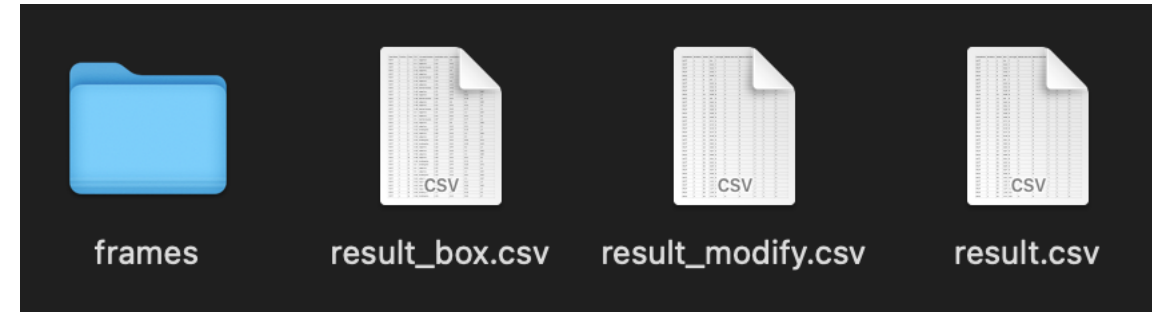 CSV
CSV
CSV
frames
result_box.csv
result_modify.csv
result.csv